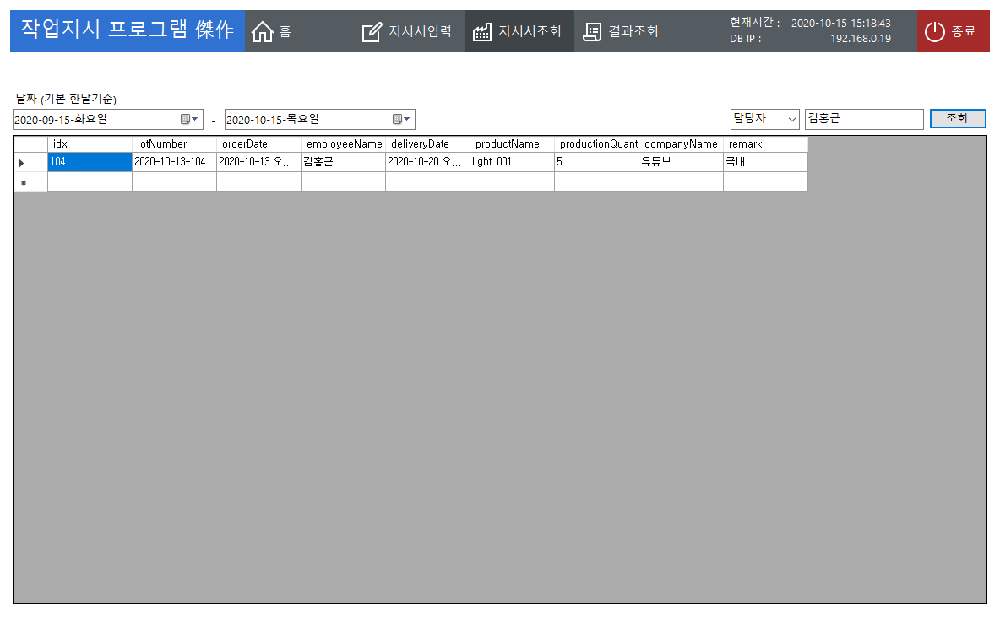 작업지시 프로그램 傑作
홈
지시서입력
지시서조회
결과조회
현재시간 : 2020-10-15 15:18:43
DB IP : 192.168.0.19
종료
날짜 (기본 한달기준)
2020-09-15-화요일 - 2020-10-15-목요일 담당자 김홍근 조회
idx lotNumber orderDate employeeName deliveryDate productName productionQuant companyName remark
104 2020-10-13-104 2020-10-13 오... 김홍근 2020-10-20 오... light_001 5 유튜브 국내